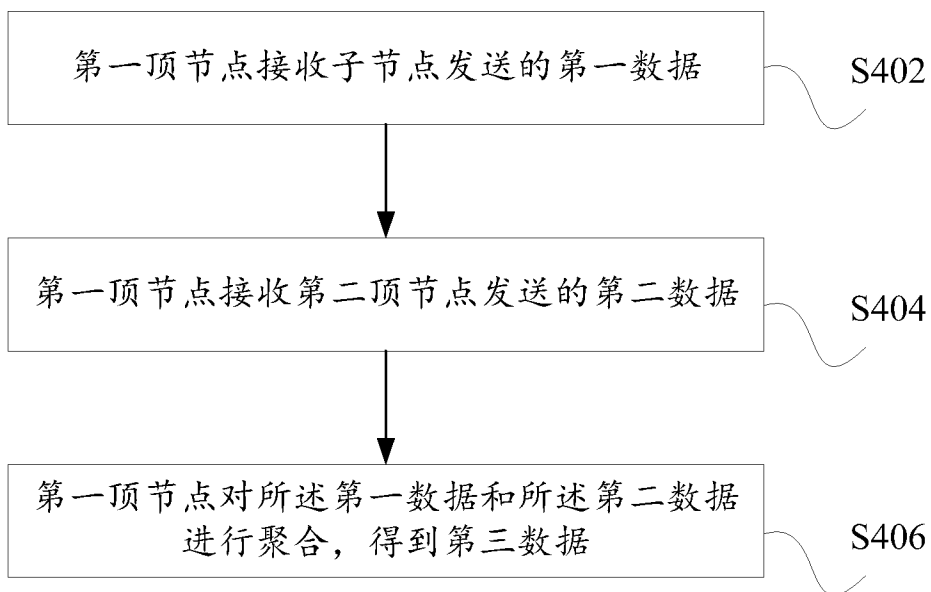 第一顶节点接收子节点发送的第一数据
S402
第一顶节点接收第二顶节点发送的第二数据
S404
第一顶节点对所述第一数据和所述第二数据
进行聚合，得到第三数据
S406